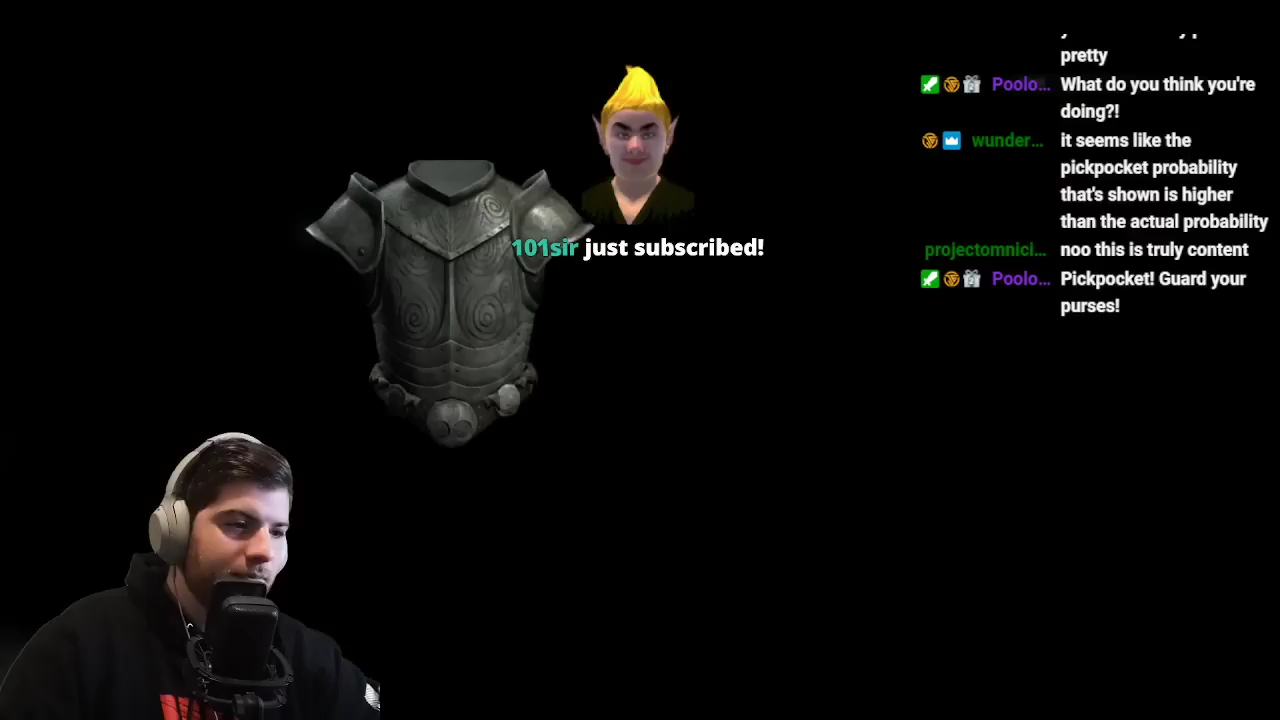 pretty
Poolo... What do you think you're
doing?!
wunder... it seems like the
pickpocket probability
that's shown is higher
than the actual probability
projectomnici... noo this is truly content
Poolo... Pickpocket! Guard your
purses!
101sir just subscribed!